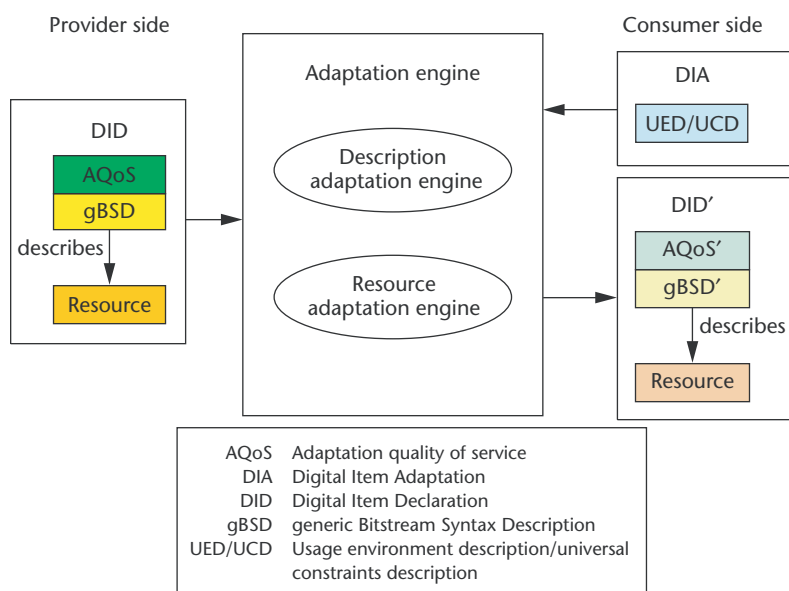 Provider side
Consumer side
Adaptation engine
DIA
UED/UCD
DID
AQoS
gBSD
describes
Resource
Description
adaptation engine
Resource
adaptation engine
DID′
AQoS′
gBSD′
describes
Resource
AQoS Adaptation quality of service
DIA Digital Item Adaptation
DID Digital Item Declaration
gBSD generic Bitstream Syntax Description
UED/UCD Usage environment description/universal
constraints description